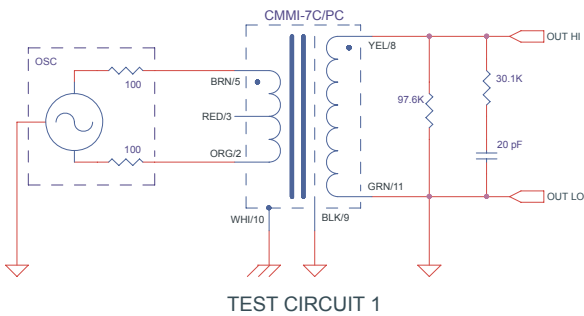 CMMI-7C/PC
OSC
100
100
BRN/5
RED/3
ORG/2
YEL/8
GRN/11
WHI/10
BLK/9
97.6K
30.1K
20 pF
OUT HI
OUT LO
TEST CIRCUIT 1